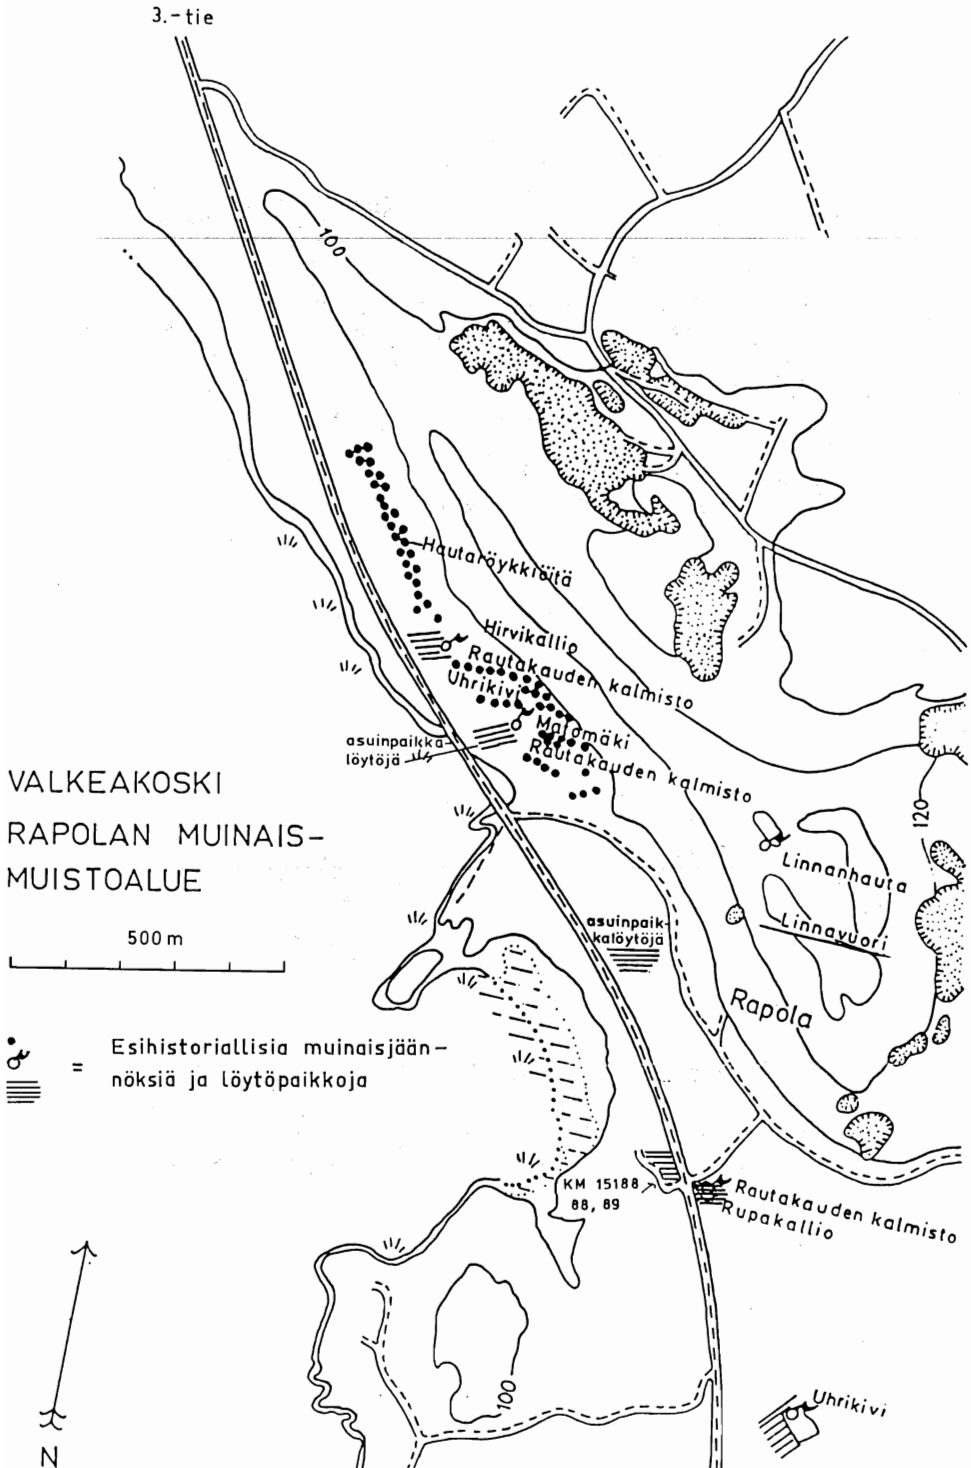 3.-tie
100
Hautaröykkiöitä
Hirvikallio
Rautakauden kalmisto
Uhrikivi
Matomäki
Rautakauden kalmisto
asuinpaikka-
löytöjä
VALKEAKOSKI
RAPOLAN MUINAIS-
MUISTOALUE
500 m
120
Linnanhauta
Linnavuori
asuinpaik-
kalöytöjä
Rapola
= Esihistoriallisia muinaisjään-
nöksiä ja löytöpaikkoja
KM 15188
88, 89
Rautakauden kalmisto
Rupakallio
100
Uhrikivi
N